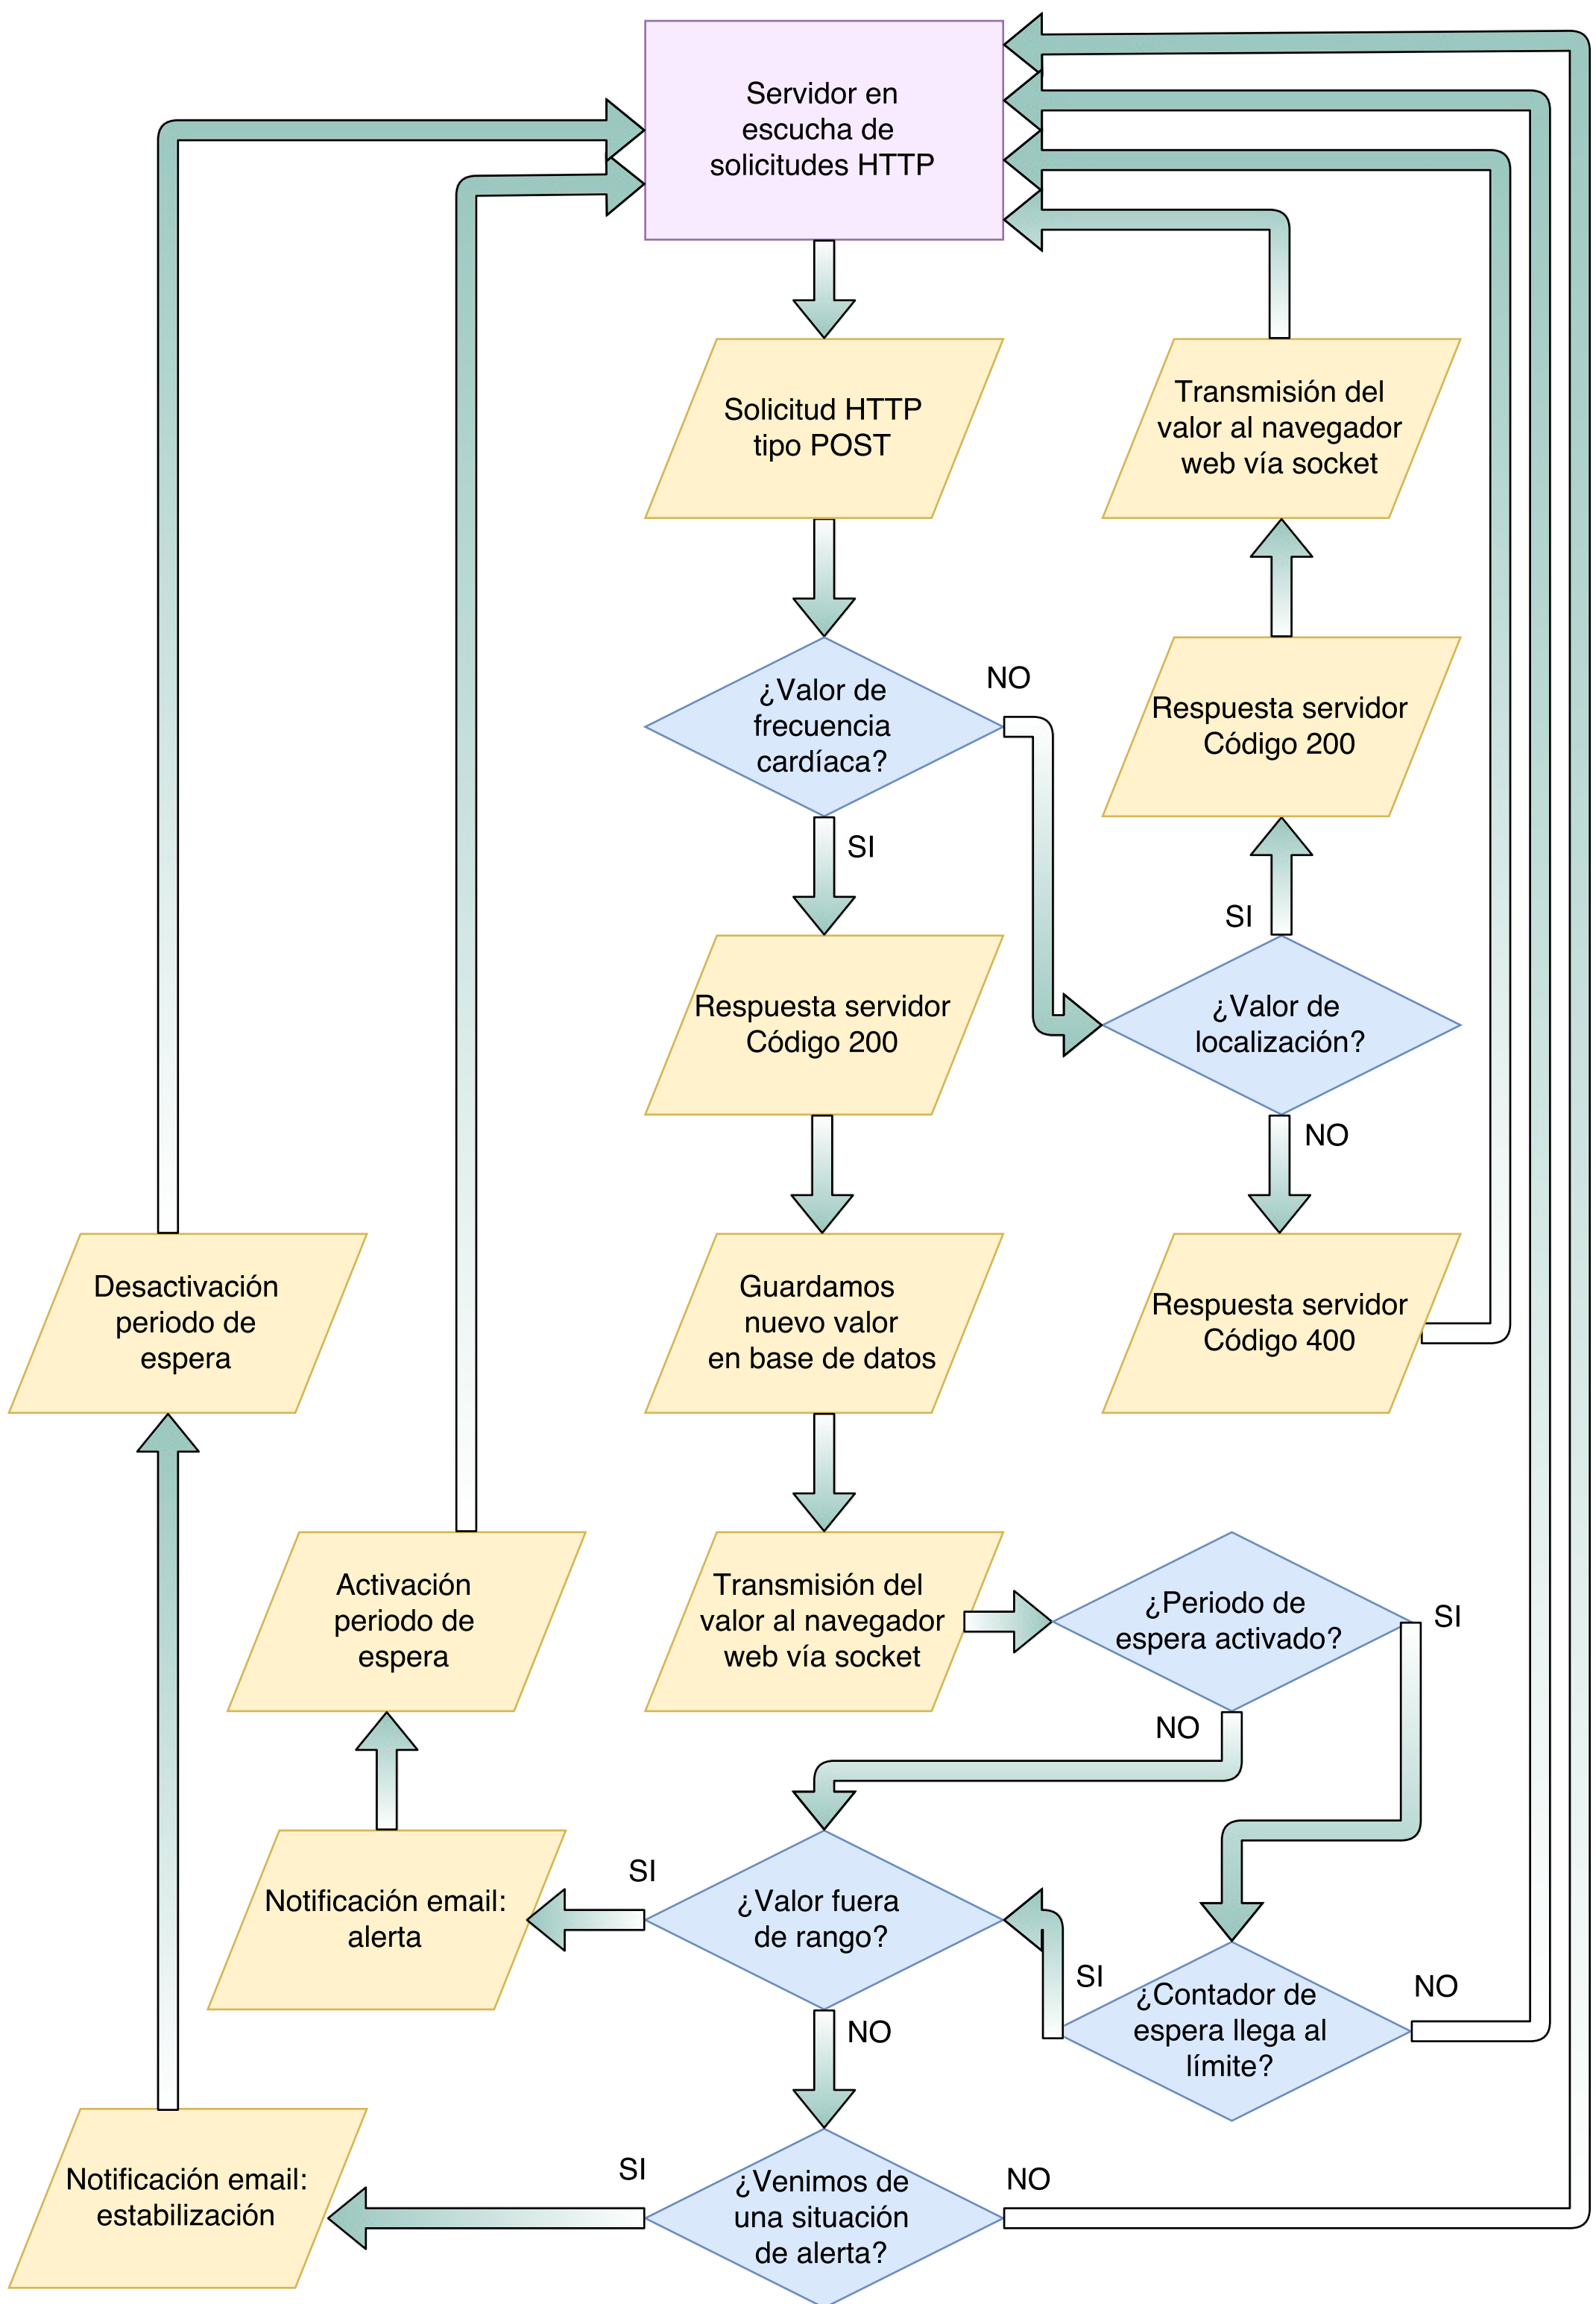 Servidor en
escucha de
solicitudes HTTP
Solicitud HTTP
tipo POST
Transmisión del
valor al navegador
web vía socket
¿Valor de
frecuencia
cardíaca?
NO
Respuesta servidor
Código 200
SI
SI
Respuesta servidor
Código 200
¿Valor de
localización?
NO
Desactivación
periodo de
espera
Guardamos
nuevo valor
en base de datos
Respuesta servidor
Código 400
Activación
periodo de
espera
Transmisión del
valor al navegador
web vía socket
¿Periodo de
espera activado?
SI
NO
Notificación email:
alerta
SI
¿Valor fuera
de rango?
SI
¿Contador de
espera llega al
límite?
NO
NO
Notificación email:
estabilización
SI
¿Venimos de
una situación
de alerta?
NO